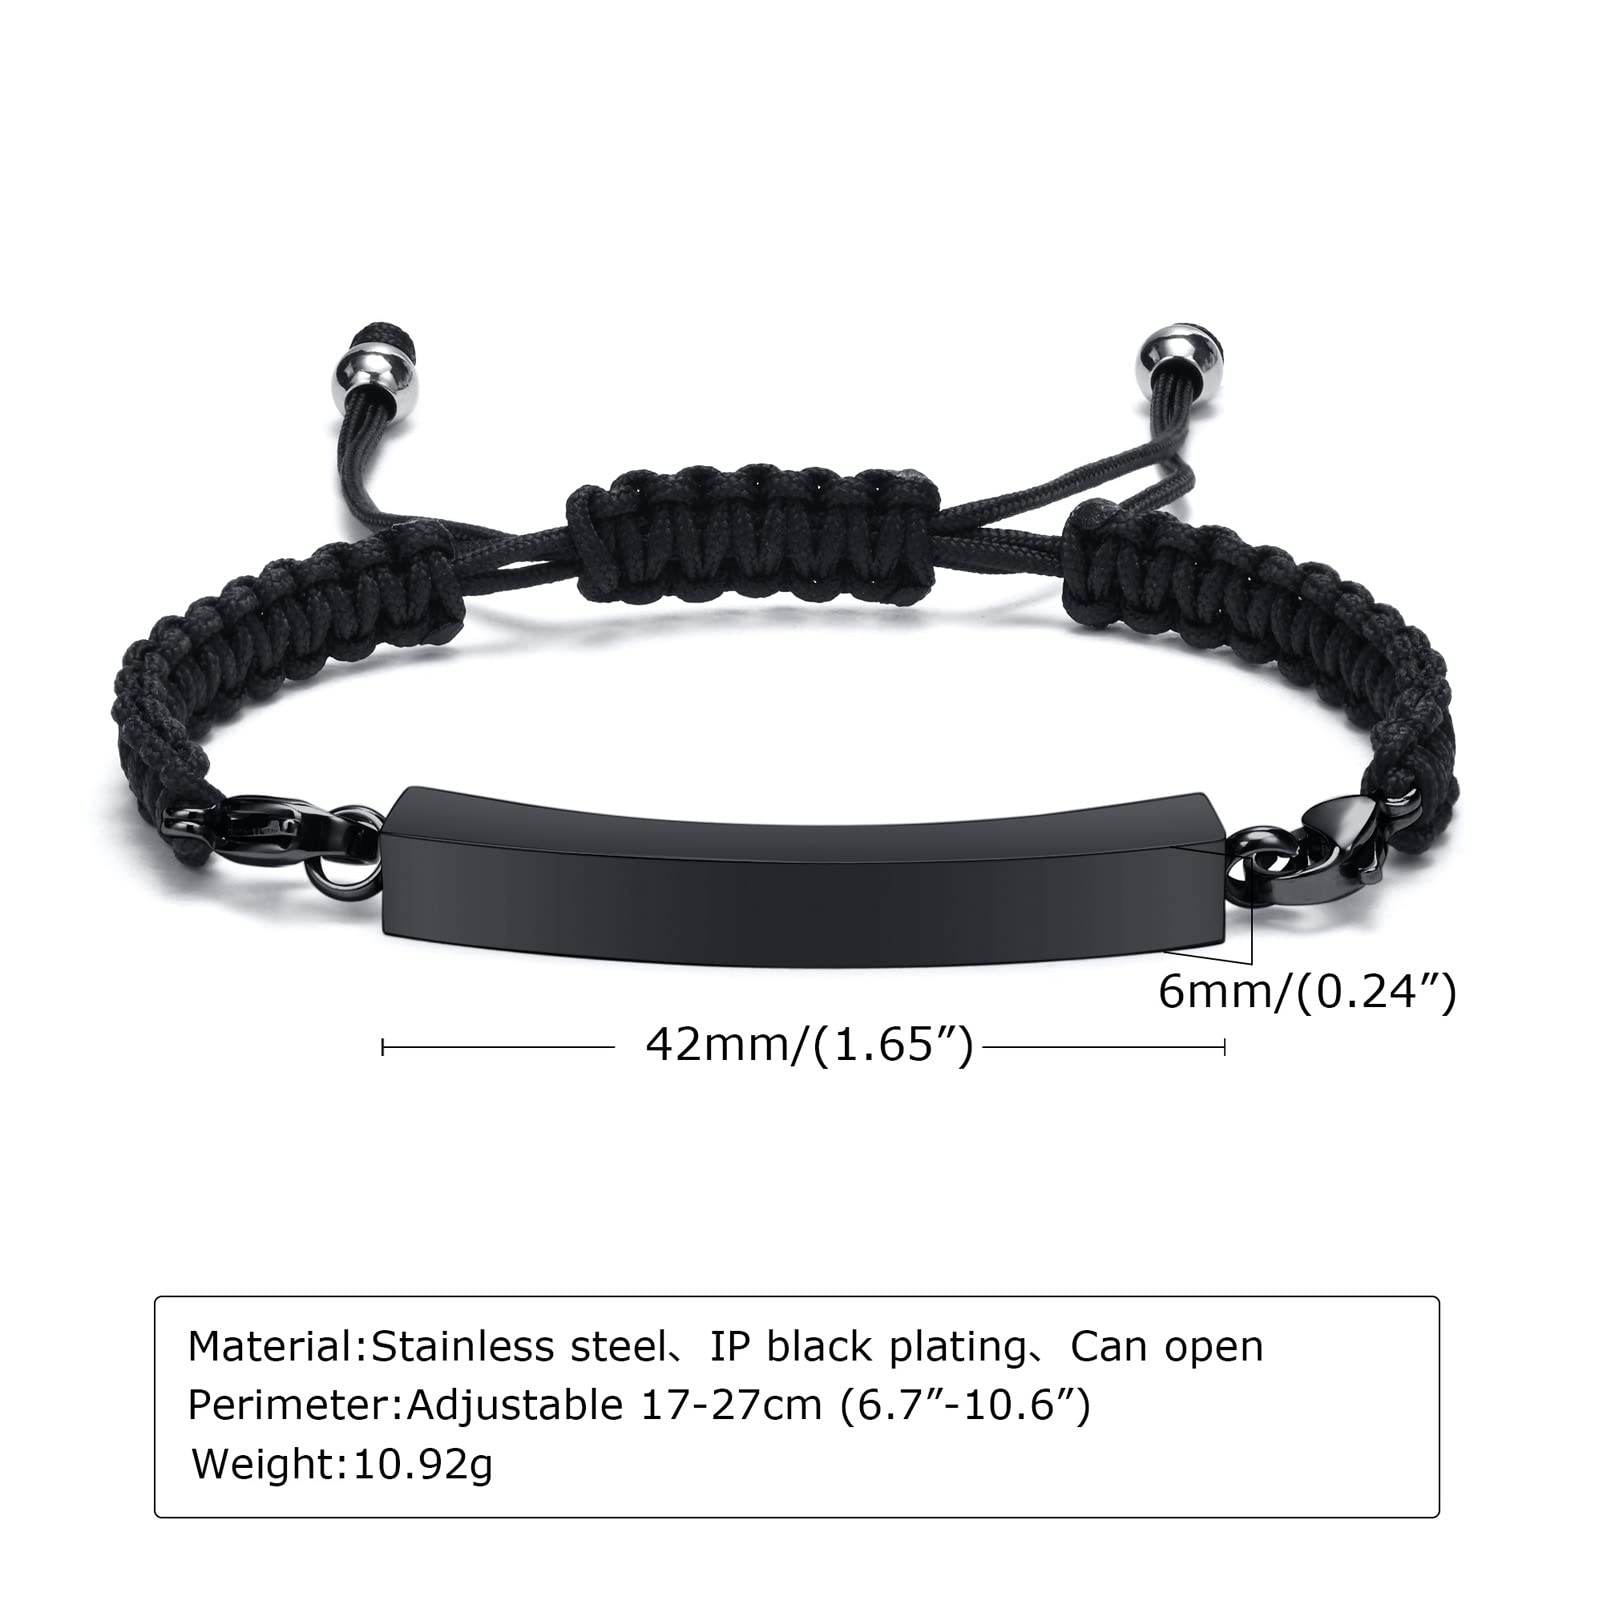 6mm/(0.24″)
42mm/(1.65″)
Material:Stainless steel、IP black plating、Can open
Perimeter:Adjustable 17-27cm (6.7″-10.6″)
Weight:10.92g